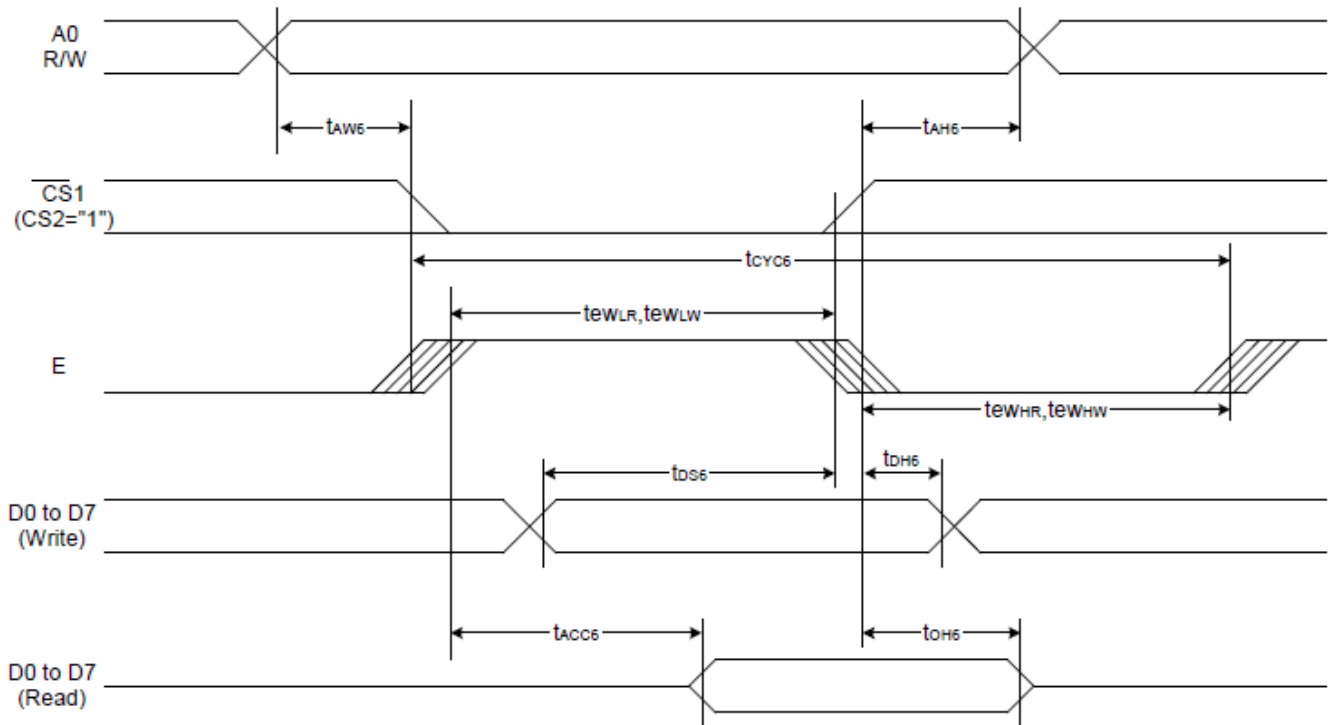 A0
R/W
tAW6
tAH6
CS1
(CS2="1")
tCYC6
tewLR,tewLW
E
tewHR,tewHW
tDS6
tDH6
D0 to D7
(Write)
tACC6
tOH6
D0 to D7
(Read)